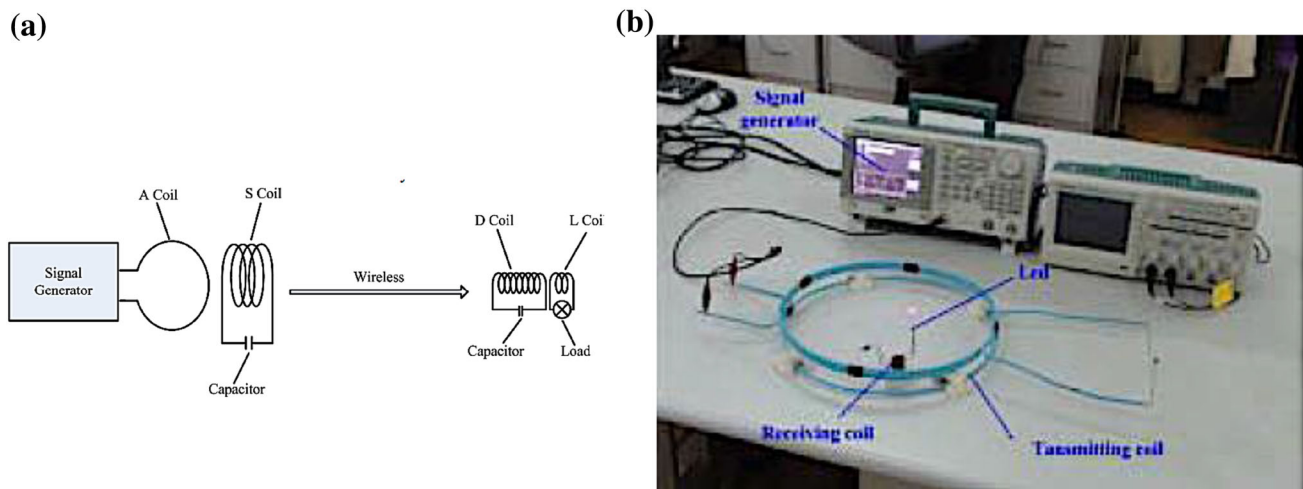 (a)
A Coil
S Coil
Signal
Generator
Capacitor
Wireless
D Coil
L Coi
Capacitor
Load
(b)
Signal
generator
Led
Receiving coil
Tansmitting coil